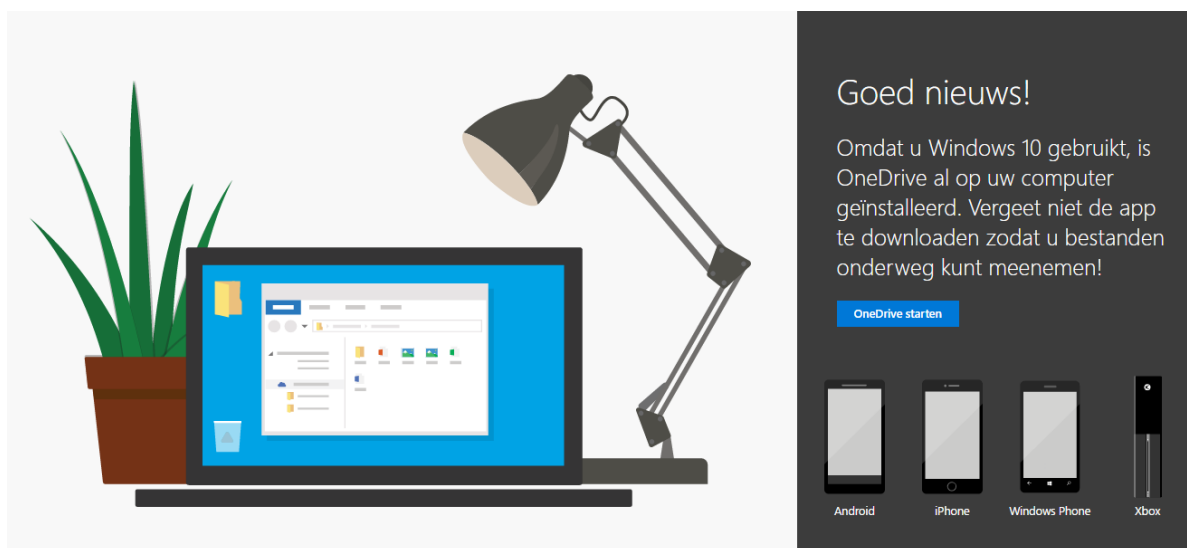 Goed nieuws!
Omdat u Windows 10 gebruikt, is
OneDrive al op uw computer
geïnstalleerd. Vergeet niet de app
te downloaden zodat u bestanden
onderweg kunt meenemen!
OneDrive starten
Android
iPhone
Windows Phone
Xbox